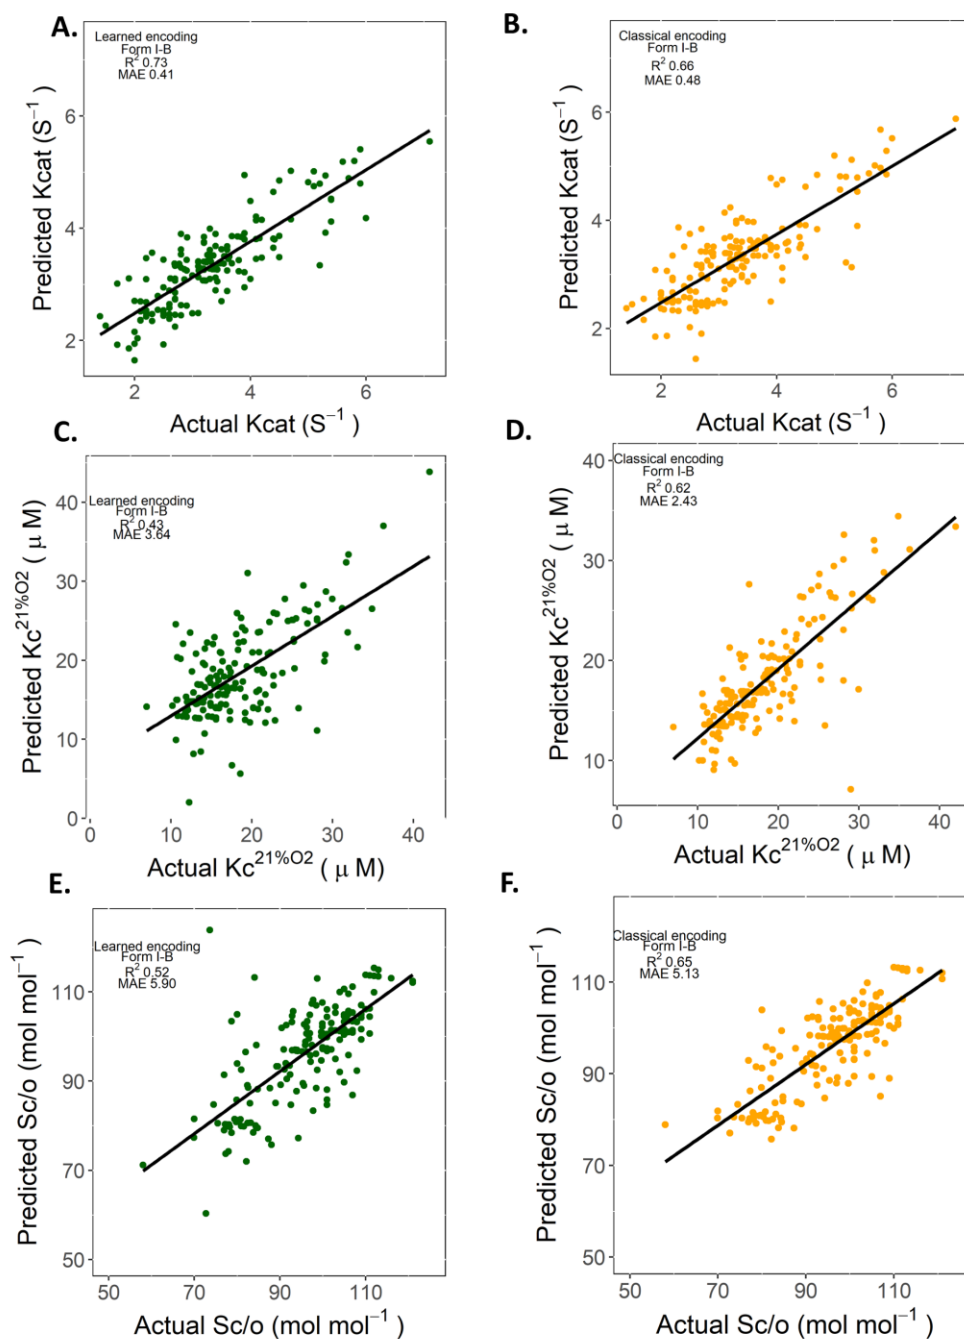 A.
Learned encoding
Form I-B
R² 0.73
MAE 0.41
Predicted Kcat (S⁻¹)
6
4
2
2 4 6
Actual Kcat (S⁻¹)
B.
Classical encoding
Form I-B
R² 0.66
MAE 0.48
Predicted Kcat (S⁻¹)
6
4
2
2 4 6
Actual Kcat (S⁻¹)
C.
Learned encoding
Form I-B
R² 0.43
MAE 3.64
Predicted Kc²¹%O2 ( μ M)
40
30
20
10
0
0 10 20 30 40
Actual Kc²¹%O2 ( μ M)
D.
Classical encoding
Form I-B
R² 0.62
MAE 2.43
Predicted Kc²¹%O2 ( μ M)
40
30
20
10
0 10 20 30 40
Actual Kc²¹%O2 ( μ M)
E.
Learned encoding
Form I-B
R² 0.52
MAE 5.90
Predicted Sc/o (mol mol⁻¹ )
110
90
70
50
50 70 90 110
Actual Sc/o (mol mol⁻¹ )
F.
Classical encoding
Form I-B
R² 0.65
MAE 5.13
Predicted Sc/o (mol mol⁻¹ )
110
90
70
50
50 70 90 110
Actual Sc/o (mol mol⁻¹ )